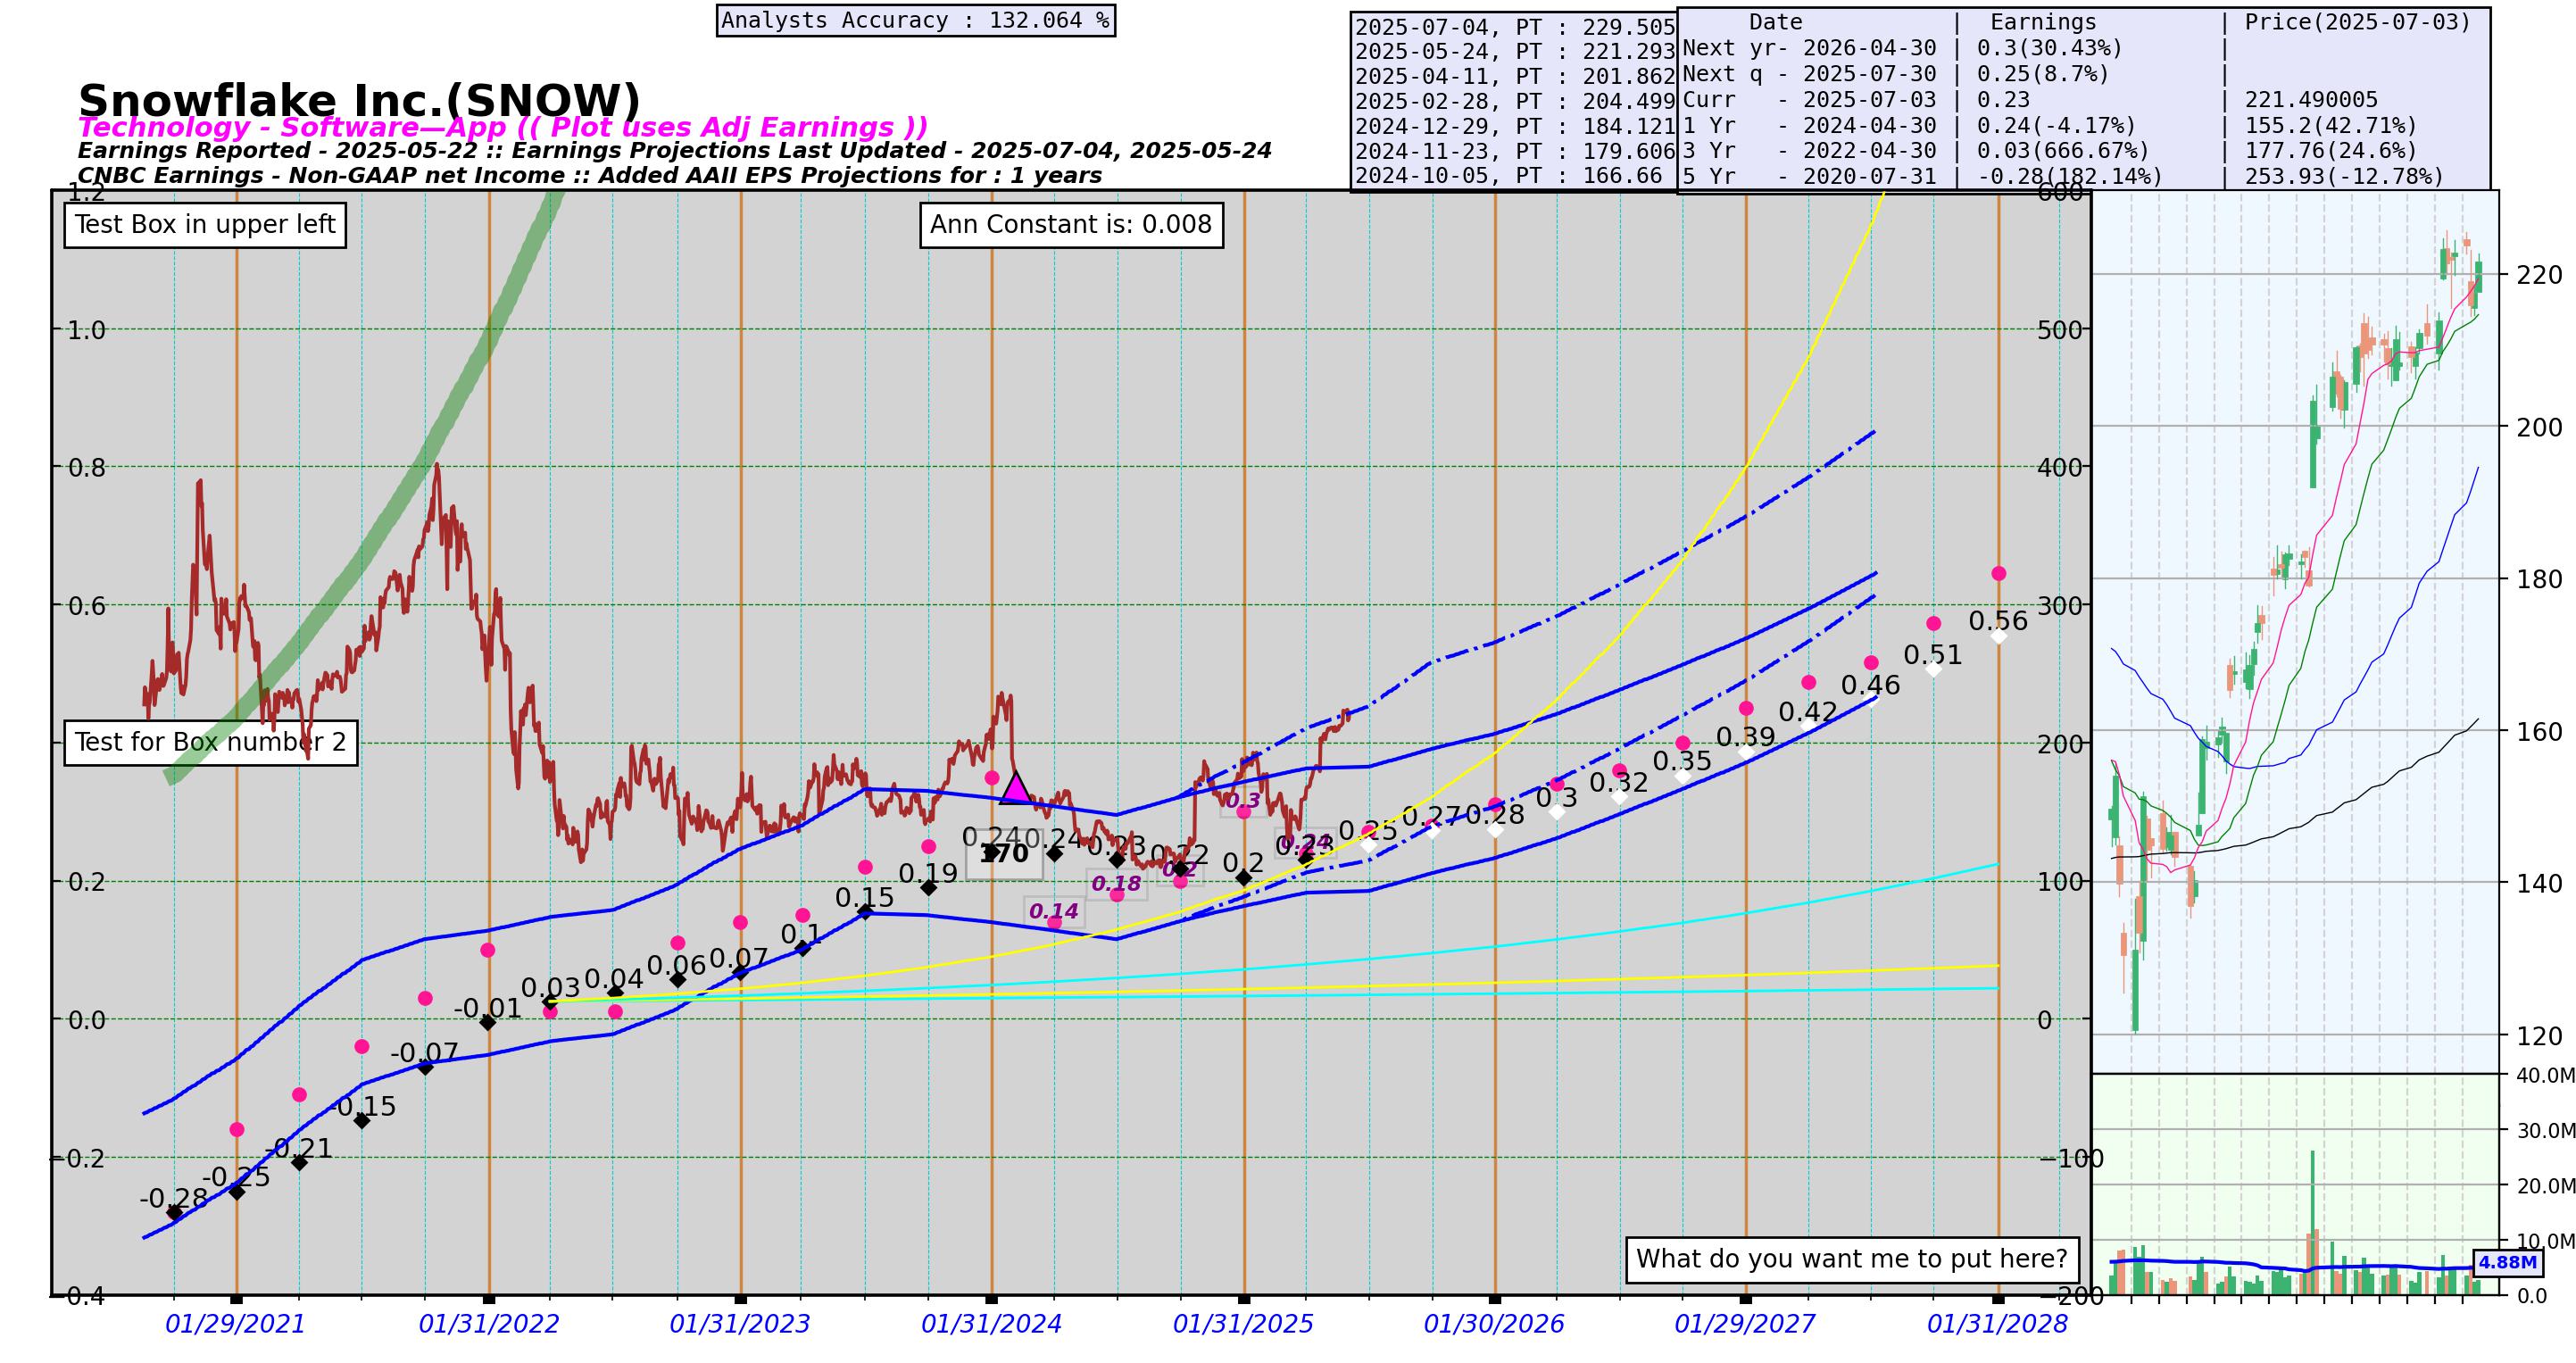 Analysts Accuracy : 132.064 %
2025-07-04, PT : 229.505
2025-05-24, PT : 221.293
2025-04-11, PT : 201.862
2025-02-28, PT : 204.499
2024-12-29, PT : 184.121
2024-11-23, PT : 179.606
2024-10-05, PT : 166.66
Date | Earnings | Price(2025-07-03)
Next yr- 2026-04-30 | 0.3(30.43%) |
Next q - 2025-07-30 | 0.25(8.7%) |
Curr - 2025-07-03 | 0.23 | 221.490005
1 Yr - 2024-04-30 | 0.24(-4.17%) | 155.2(42.71%)
3 Yr - 2022-04-30 | 0.03(666.67%) | 177.76(24.6%)
5 Yr - 2020-07-31 | -0.28(182.14%) | 253.93(-12.78%)
Snowflake Inc.(SNOW)
Technology - Software—App (( Plot uses Adj Earnings ))
Earnings Reported - 2025-05-22 :: Earnings Projections Last Updated - 2025-07-04, 2025-05-24
CNBC Earnings - Non-GAAP net Income :: Added AAII EPS Projections for : 1 years
Test Box in upper left
Ann Constant is: 0.008
Test for Box number 2
What do you want me to put here?
1.2
1.0
0.8
0.6
0.2
0.0
−0.2
−0.4
600
500
400
300
200
100
0
−100
−200
220
200
180
160
140
120
40.0M
30.0M
20.0M
10.0M
4.88M
0.0
-0.28
-0.25
-0.21
-0.15
-0.07
-0.01
0.03
0.04
0.06
0.07
0.1
0.15
0.19
0.24
0.24
0.23
0.22
0.2
0.23
0.25
0.27
0.28
0.3
0.32
0.35
0.39
0.42
0.46
0.51
0.56
0.14
0.18
0.2
0.3
0.24
01/29/2021
01/31/2022
01/31/2023
01/31/2024
01/31/2025
01/30/2026
01/29/2027
01/31/2028